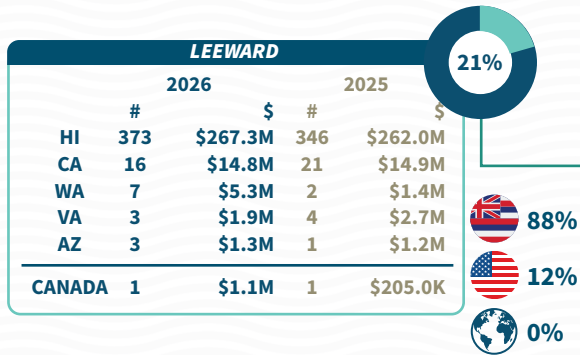 LEEWARD
21%
2026 2025
# $ # $
HI 373 $267.3M 346 $262.0M
CA 16 $14.8M 21 $14.9M
WA 7 $5.3M 2 $1.4M
VA 3 $1.9M 4 $2.7M
AZ 3 $1.3M 1 $1.2M
CANADA 1 $1.1M 1 $205.0K
88%
12%
0%